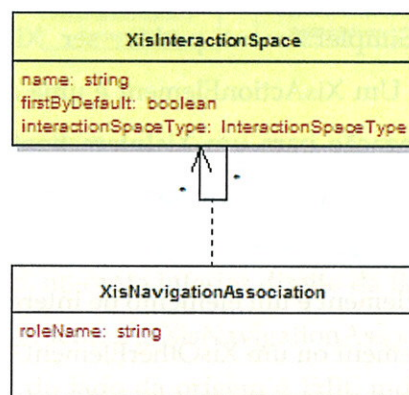 XisInteractionSpace
name: string
firstByDefault: boolean
interactionSpaceType: InteractionSpaceType
*
*
XisNavigationAssociation
roleName: string